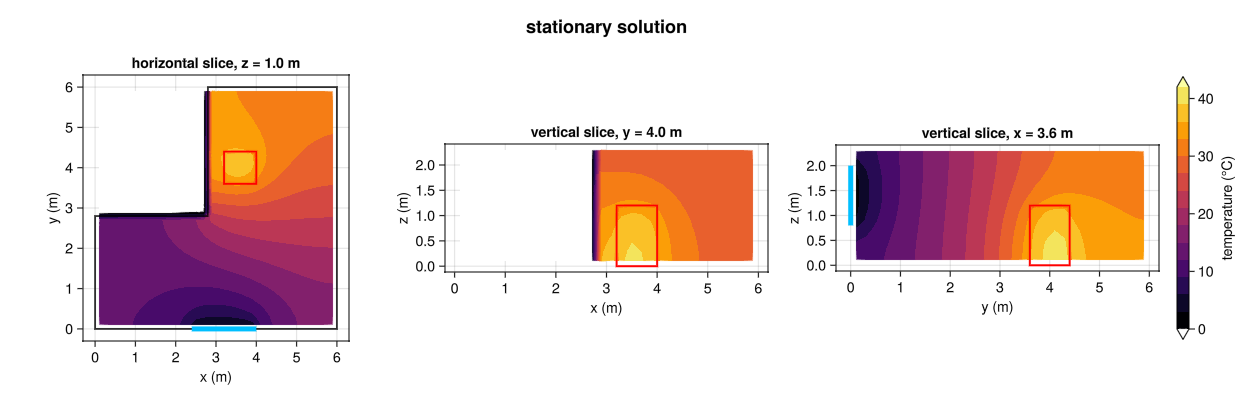 stationary solution
horizontal slice, z = 1.0 m
6
5
4
3
2
1
0
y (m)
0 1 2 3 4 5 6
x (m)
vertical slice, y = 4.0 m
2.0
1.5
1.0
0.5
0.0
z (m)
0 1 2 3 4 5 6
x (m)
vertical slice, x = 3.6 m
2.0
1.5
1.0
0.5
0.0
z (m)
0 1 2 3 4 5 6
y (m)
40
30
20
10
0
temperature (°C)